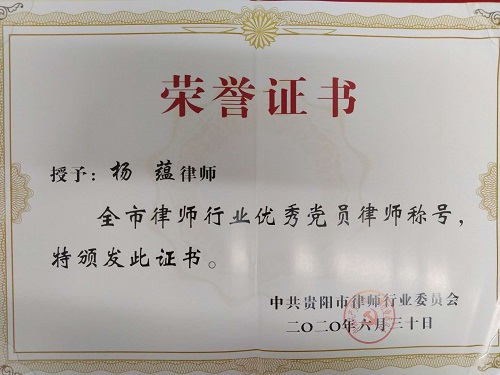 荣誉证书
授予：杨蕴律师
全市律师行业优秀党员律师称号，
特颁发此证书。
中共贵阳市律师行业委员会
二〇二〇年六月三十日